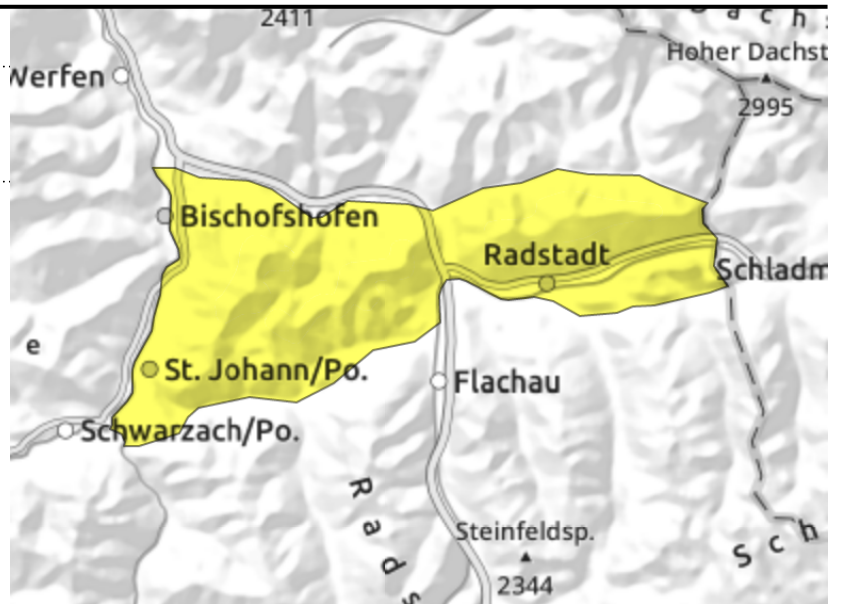 2411
D a c h s
Hoher Dachst
2995
Werfen
Bischofshofen
Radstadt
Schladm
e
St. Johann/Po.
Flachau
Schwarzach/Po.
R a d s
Steinfeldsp.
2344
S c h